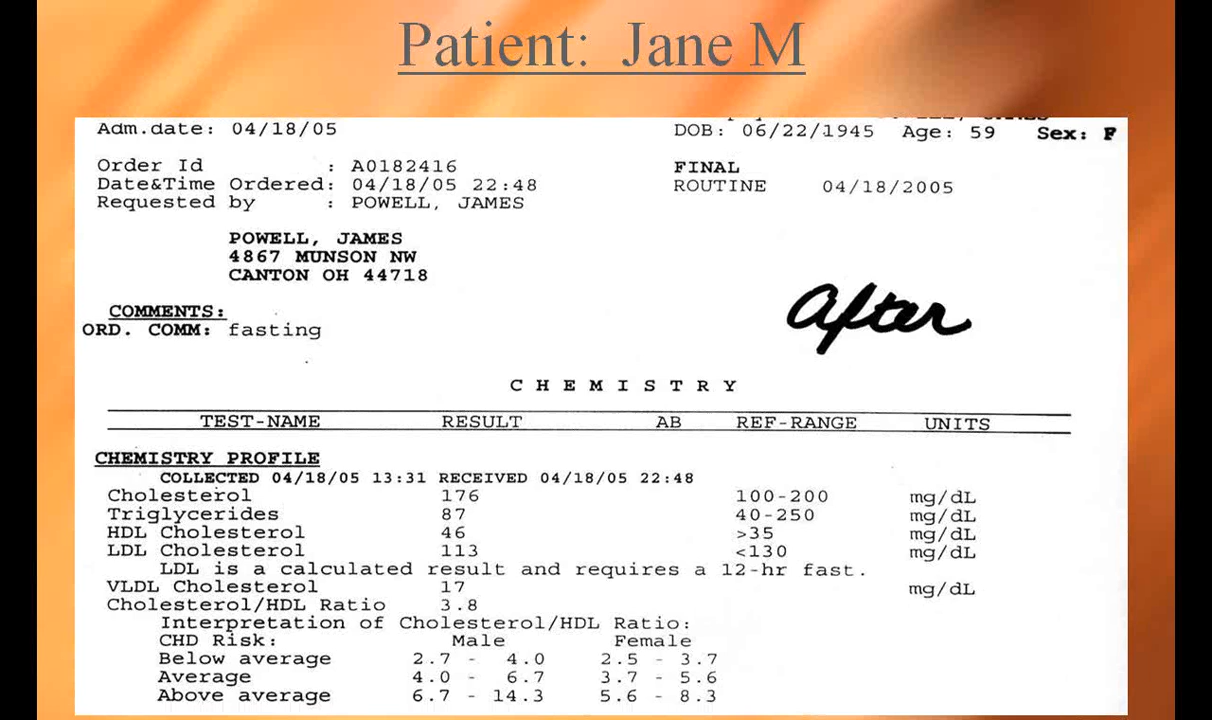 Patient: Jane M
Adm.date: 04/18/05 DOB: 06/22/1945 Age: 59 Sex: F
Order Id : A0182416 FINAL
Date&Time Ordered: 04/18/05 22:48 ROUTINE 04/18/2005
Requested by : POWELL, JAMES
POWELL, JAMES
4867 MUNSON NW
CANTON OH 44718
After
COMMENTS:
ORD. COMM: fasting
CHEMISTRY
TEST-NAME RESULT AB REF-RANGE UNITS
CHEMISTRY PROFILE
COLLECTED 04/18/05 13:31 RECEIVED 04/18/05 22:48
Cholesterol 176 100-200 mg/dL
Triglycerides 87 40-250 mg/dL
HDL Cholesterol 46 >35 mg/dL
LDL Cholesterol 113 <130 mg/dL
LDL is a calculated result and requires a 12-hr fast.
VLDL Cholesterol 17 mg/dL
Cholesterol/HDL Ratio 3.8
Interpretation of Cholesterol/HDL Ratio:
CHD Risk: Male Female
Below average 2.7 - 4.0 2.5 - 3.7
Average 4.0 - 6.7 3.7 - 5.6
Above average 6.7 - 14.3 5.6 - 8.3